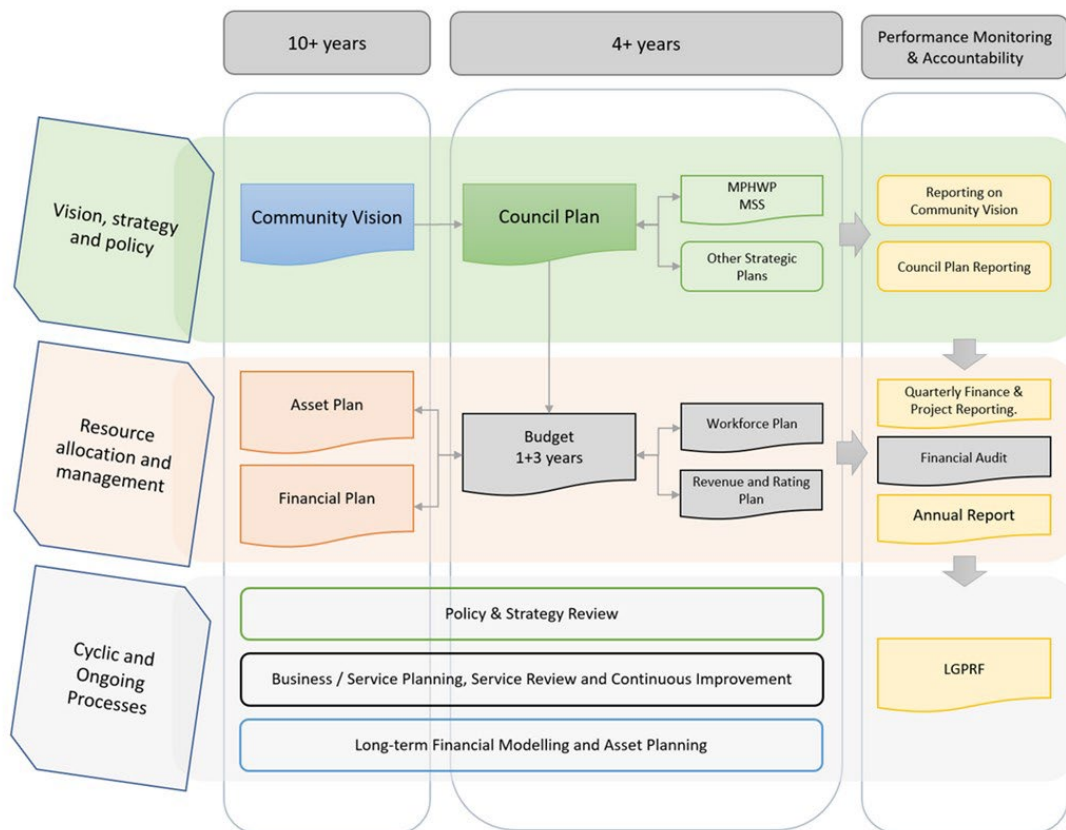 10+ years
4+ years
Performance Monitoring
& Accountability
Vision, strategy
and policy
Community Vision
Council Plan
MPHWP
MSS
Other Strategic
Plans
Reporting on
Community Vision
Council Plan Reporting
Resource
allocation and
management
Asset Plan
Financial Plan
Budget
1+3 years
Workforce Plan
Revenue and Rating
Plan
Quarterly Finance &
Project Reporting.
Financial Audit
Annual Report
Cyclic and
Ongoing
Processes
Policy & Strategy Review
Business / Service Planning, Service Review and Continuous Improvement
Long-term Financial Modelling and Asset Planning
LGPRF